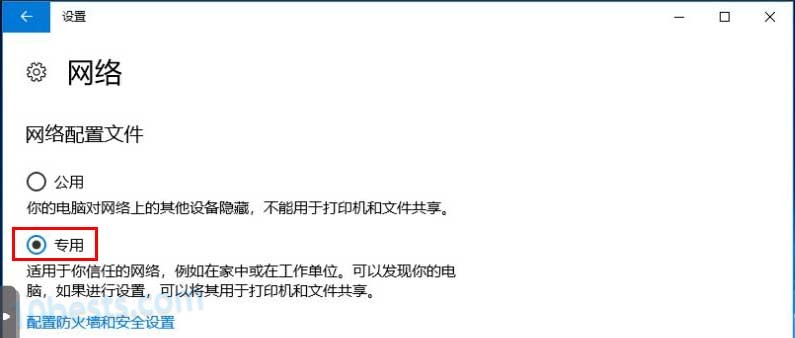 设置
网络
网络配置文件
公用
你的电脑对网络上的其他设备隐藏，不能用于打印机和文件共享。
专用
适用于你信任的网络，例如在家中或在工作单位。可以发现你的电
脑，如果进行设置，可以将其用于打印机和文件共享。
10bests.com
配置防火墙和安全设置